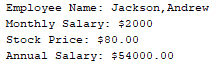 Employee Name: Jackson,Andrew
Monthly Salary: $2000
Stock Price: $80.00
Annual Salary: $54000.00